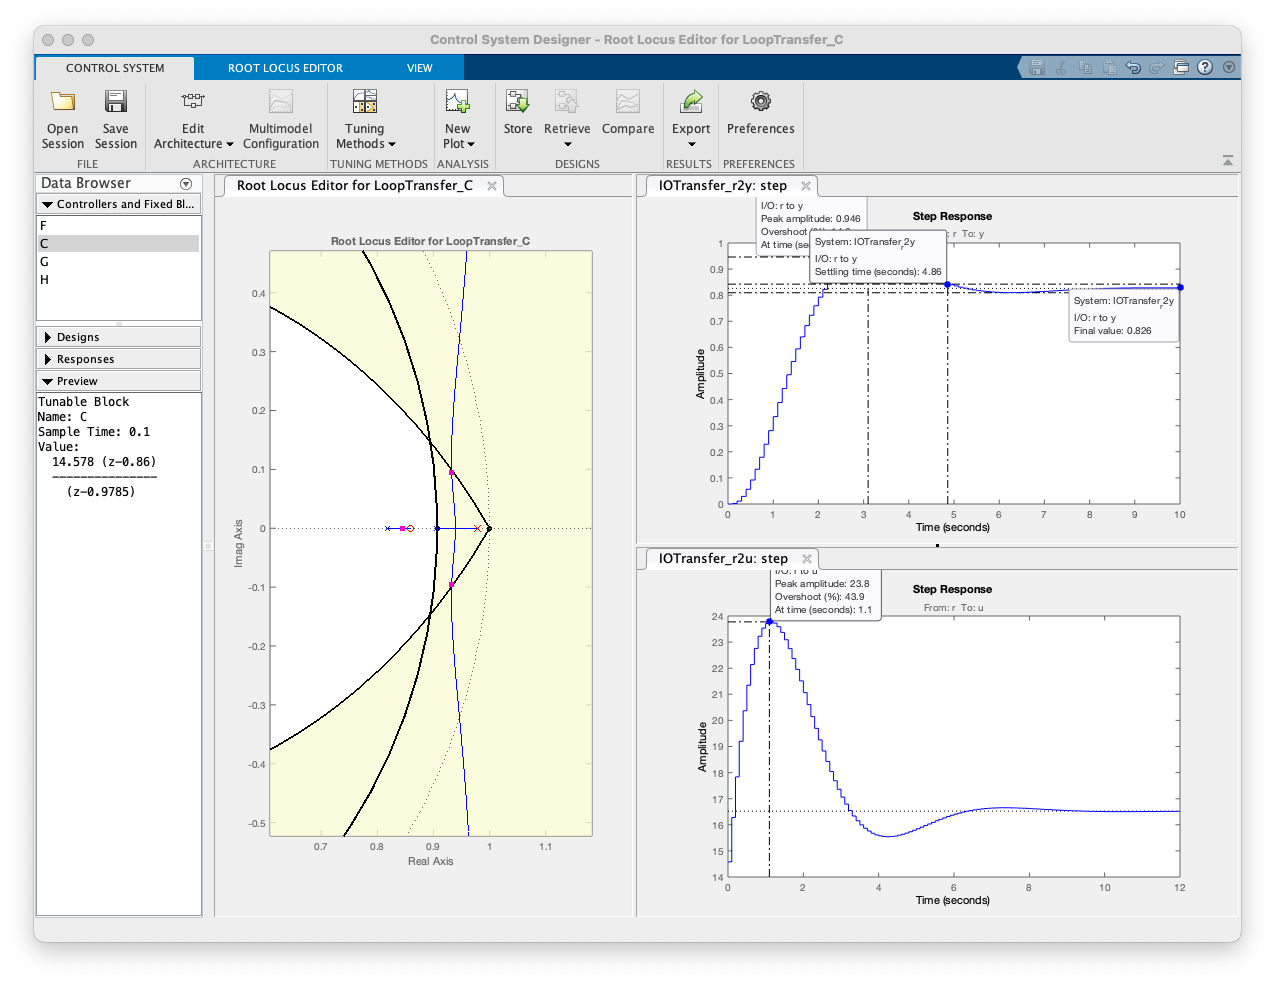 Control System Designer - Root Locus Editor for LoopTransfer_C
CONTROL SYSTEM
ROOT LOCUS EDITOR
VIEW
Open Session
Save Session
FILE
Edit Architecture
Multimodel Configuration
ARCHITECTURE
Tuning Methods
TUNING METHODS
New Plot
ANALYSIS
Store
Retrieve
Compare
DESIGNS
Export
RESULTS
Preferences
PREFERENCES
Data Browser
Controllers and Fixed Bl...
F
C
G
H
Designs
Responses
Preview
Tunable Block
Name: C
Sample Time: 0.1
Value:
14.578 (z-0.86)
---------------
(z-0.9785)
Root Locus Editor for LoopTransfer_C
Root Locus Editor for LoopTransfer_C
0.4
0.3
0.2
0.1
0
-0.1
-0.2
-0.3
-0.4
-0.5
Imag Axis
0.7 0.8 0.9 1 1.1
Real Axis
IOTransfer_r2y: step
I/O: r to y
Peak amplitude: 0.946
At time (se
Step Response
r To: y
System: IOTransfer_r2y
I/O: r to y
Settling time (seconds): 4.86
System: IOTransfer_r2y
I/O: r to y
Final value: 0.826
1
0.9
0.8
0.7
0.6
0.5
0.4
0.3
0.2
0.1
0
Amplitude
0 1 2 3 4 5 6 7 8 9 10
Time (seconds)
IOTransfer_r2u: step
I/O: r to u
Peak amplitude: 23.8
Overshoot (%): 43.9
At time (seconds): 1.1
Step Response
From: r To: u
24
23
22
21
20
19
18
17
16
15
14
Amplitude
0 2 4 6 8 10 12
Time (seconds)